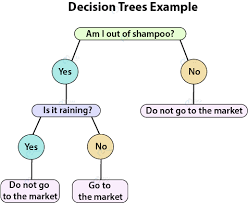 Decision Trees Example
Am I out of shampoo?
Yes
No
Is it raining?
Do not go to the market
Yes
No
Do not go
to the market
Go to
the market